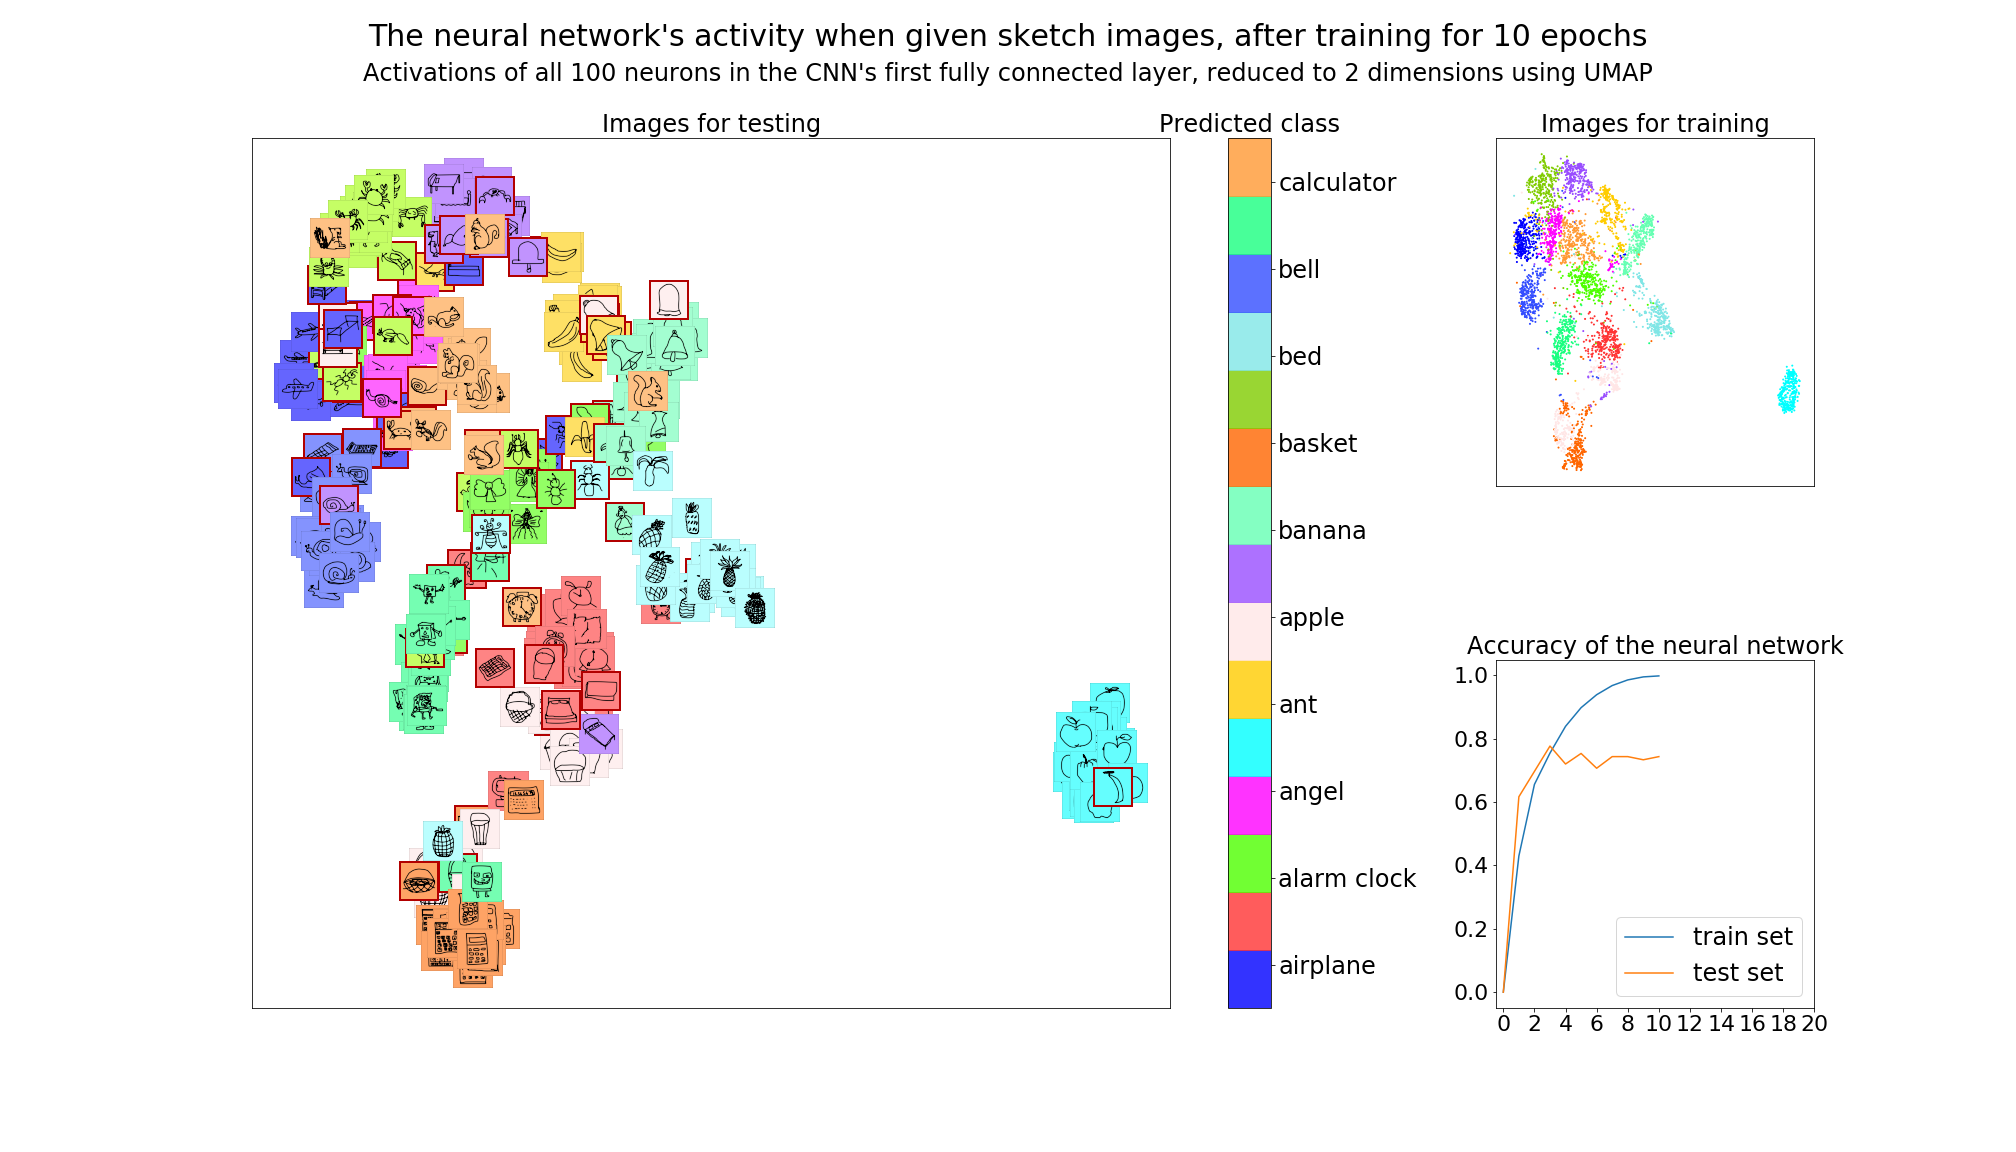 The neural network's activity when given sketch images, after training for 10 epochs
Activations of all 100 neurons in the CNN's first fully connected layer, reduced to 2 dimensions using UMAP
Images for testing
Predicted class
calculator
bell
bed
basket
banana
apple
ant
angel
alarm clock
airplane
Images for training
Accuracy of the neural network
1.0
0.8
0.6
0.4
0.2
0.0
train set
test set
0 2 4 6 8 10 12 14 16 18 20